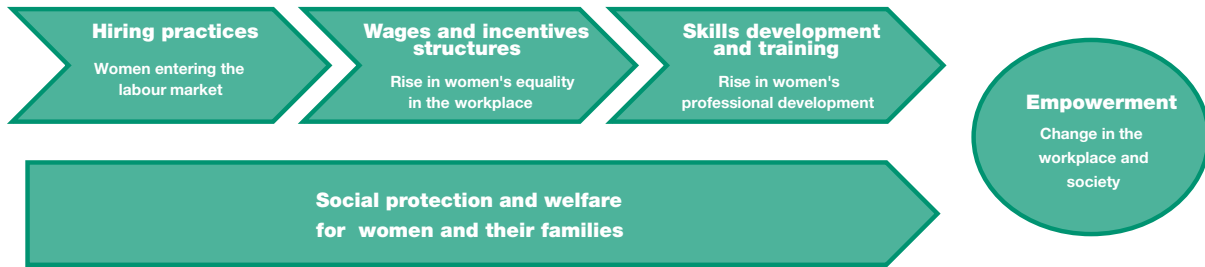 Hiring practices
Women entering the
labour market
Wages and incentives
structures
Rise in women's equality
in the workplace
Skills development
and training
Rise in women's
professional development
Empowerment
Change in the
workplace and
society
Social protection and welfare
for  women and their families